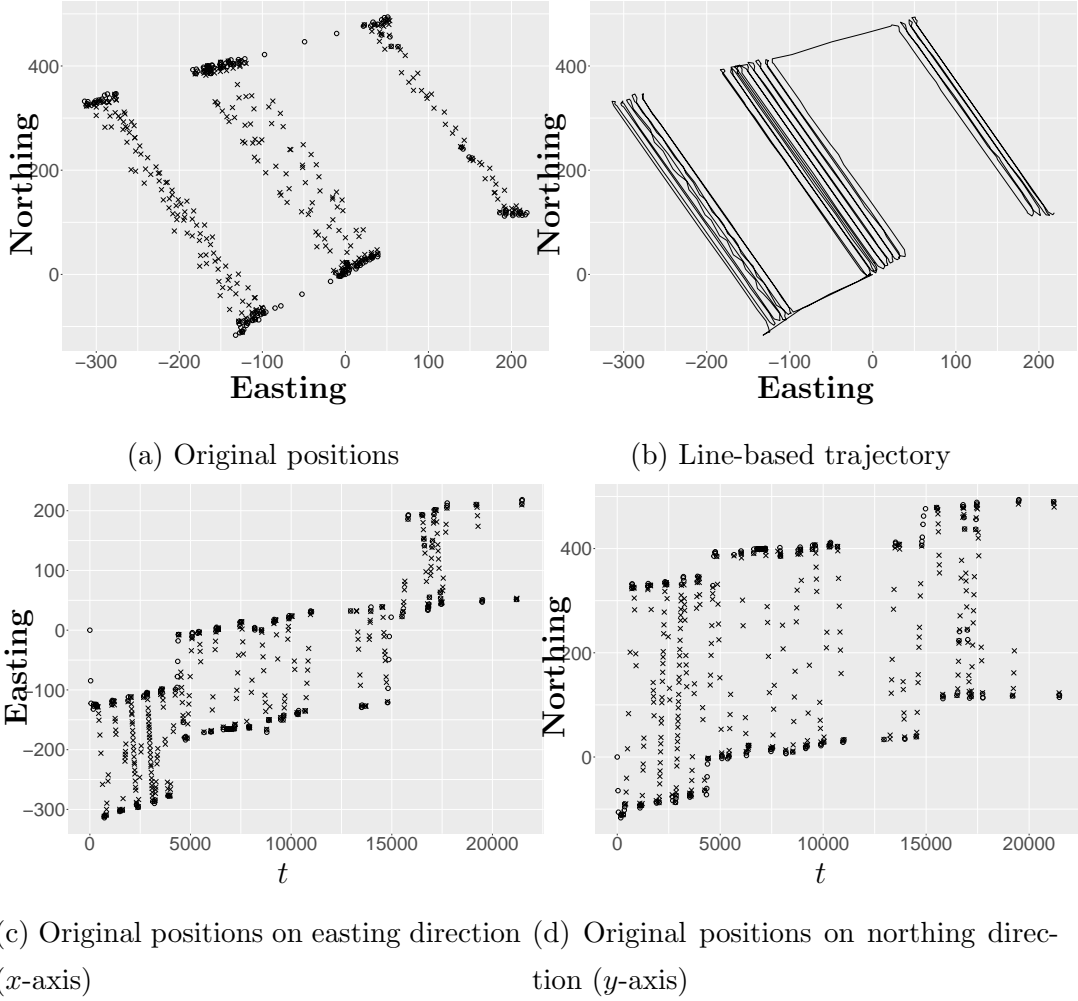 400
200
0
Northing
−300
−200
−100
0
100
200
Easting
400
200
0
Northing
−300
−200
−100
0
100
200
Easting
(a) Original positions
(b) Line-based trajectory
200
100
0
−100
−200
−300
Easting
0
5000
10000
15000
20000
t
400
200
0
Northing
0
5000
10000
15000
20000
t
(c) Original positions on easting direction
(x-axis)
(d) Original positions on northing direc-
tion (y-axis)